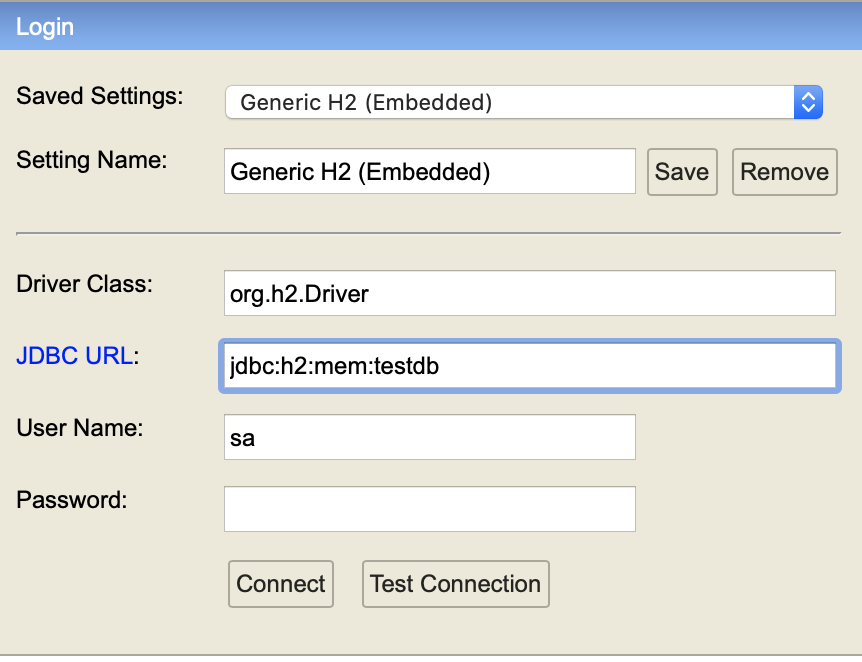 Login
Saved Settings: Generic H2 (Embedded)
Setting Name: Generic H2 (Embedded) Save Remove
Driver Class: org.h2.Driver
JDBC URL: jdbc:h2:mem:testdb
User Name: sa
Password:
Connect Test Connection